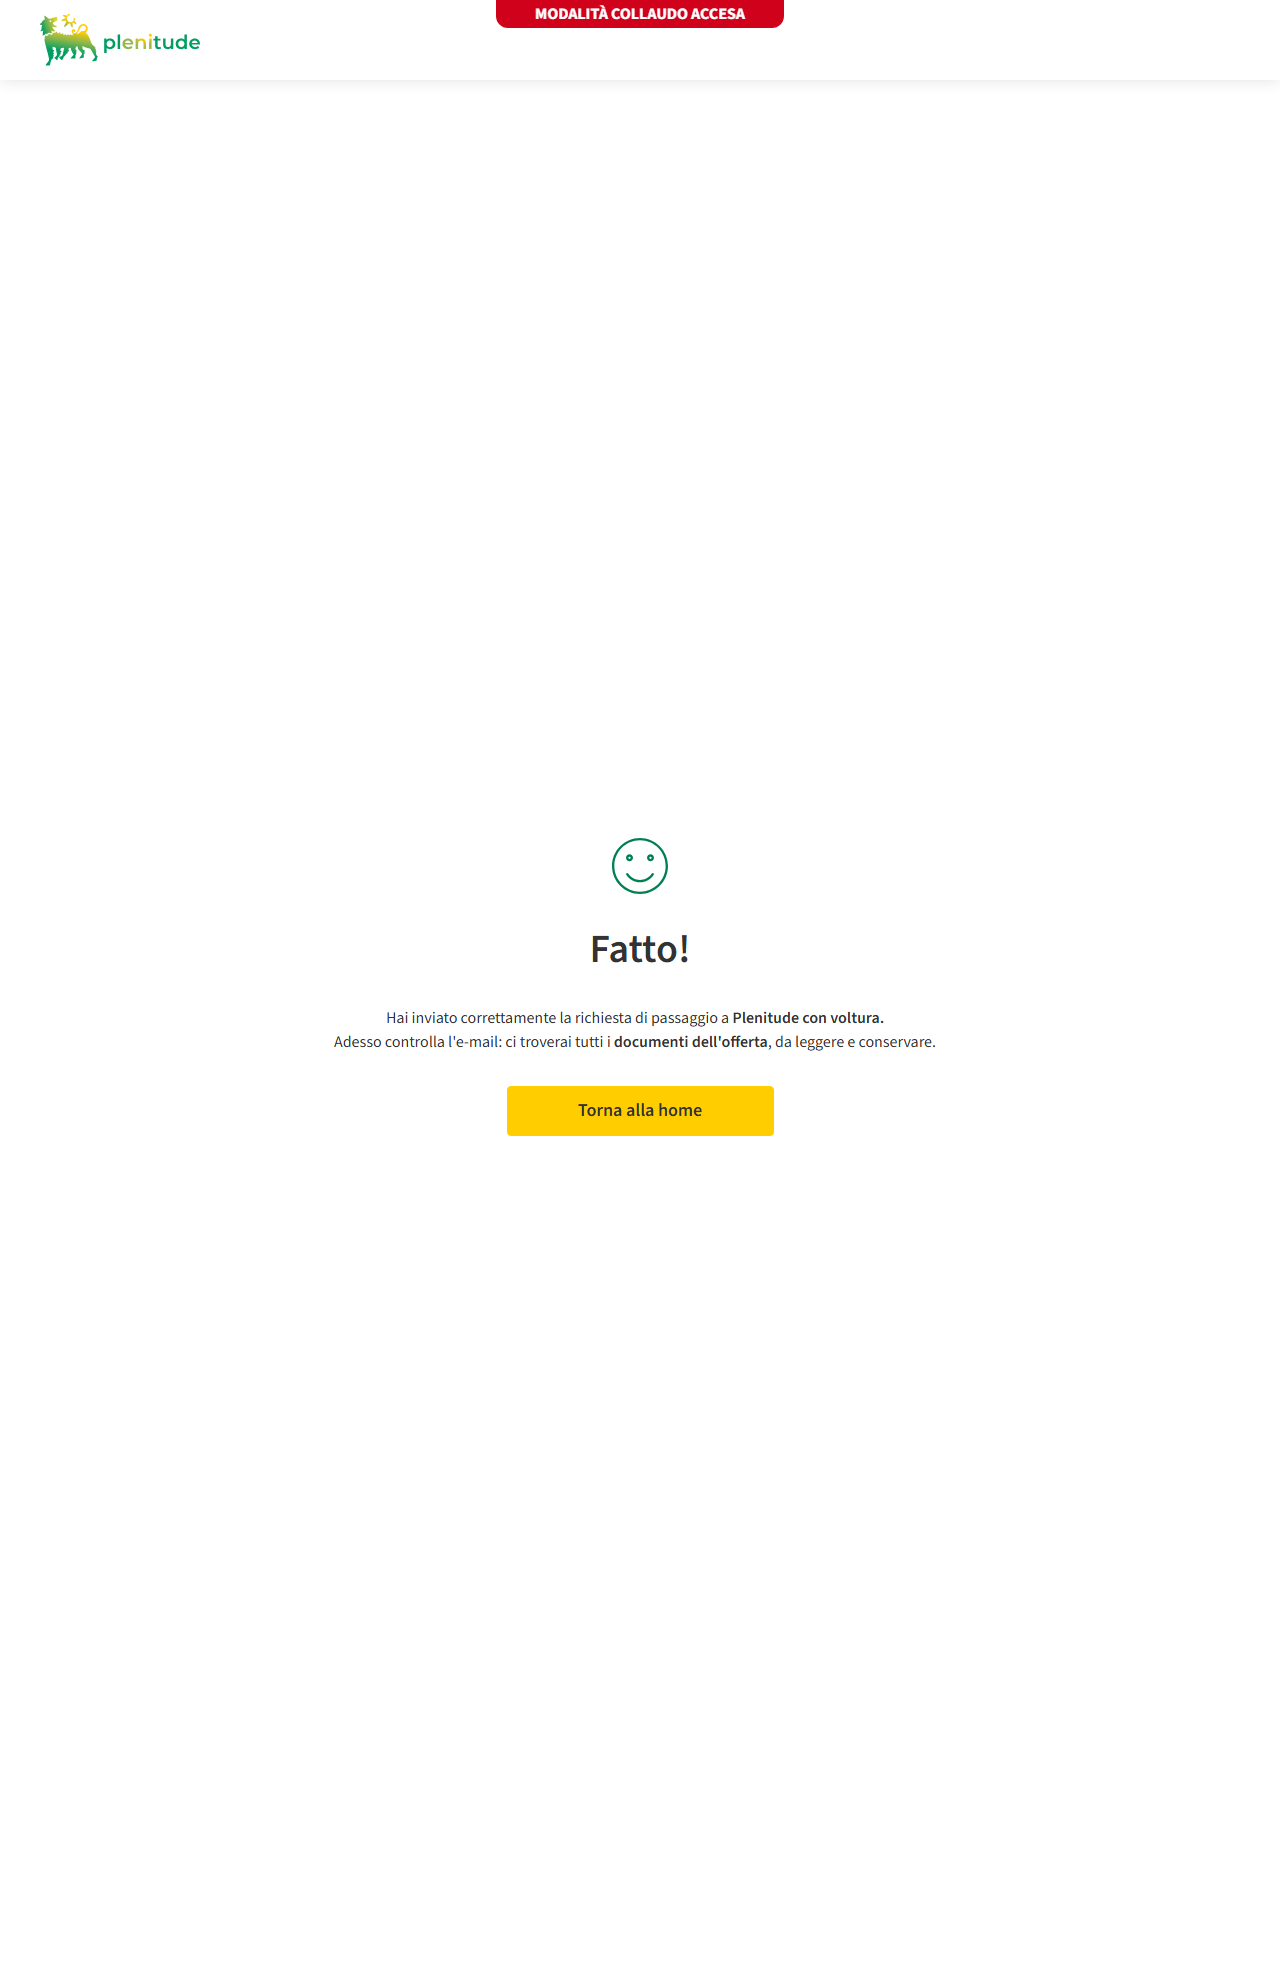 MODALITÀ COLLAUDO ACCESA
plenitude
Fatto!
Hai inviato correttamente la richiesta di passaggio a Plenitude con voltura.
Adesso controlla l'e-mail: ci troverai tutti i documenti dell'offerta, da leggere e conservare.
Torna alla home